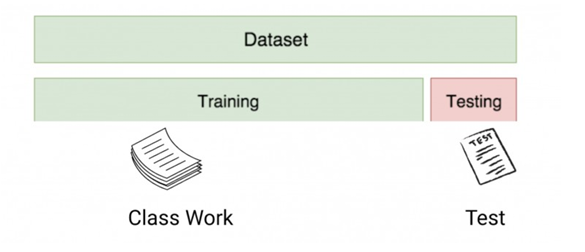 Dataset
Training
Testing
TEST
Class Work
Test